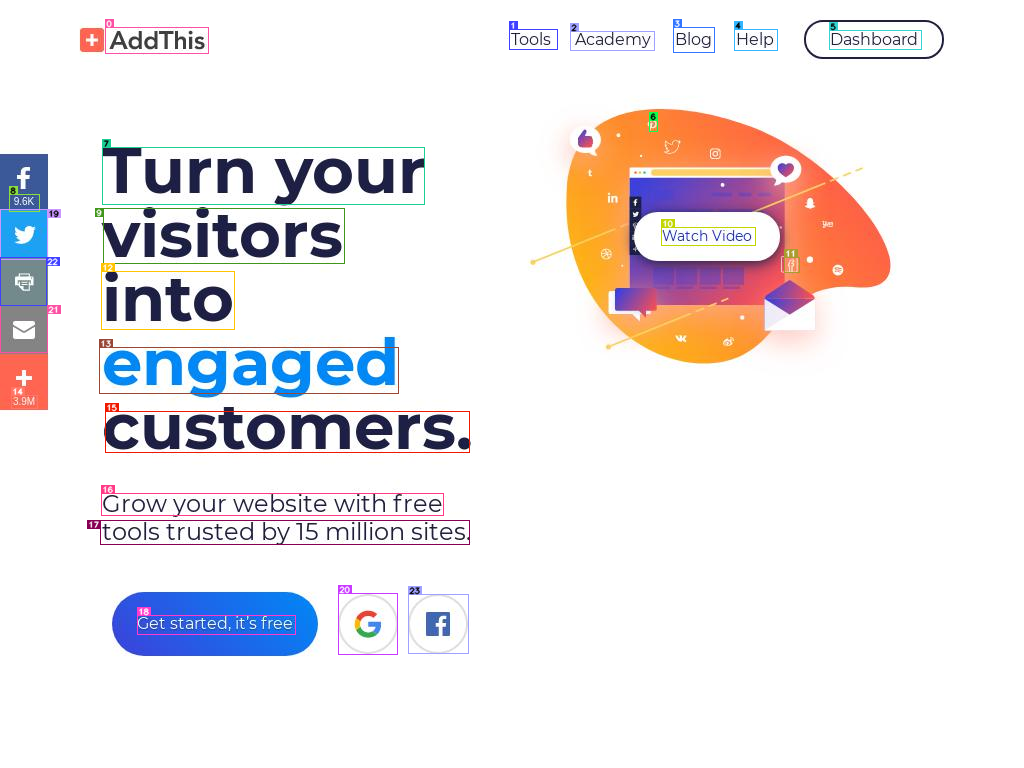 AddThis
Tools
Academy
Blog
Help
Dashboard
Turn your
visitors
into
engaged
customers.
Grow your website with free
tools trusted by 15 million sites.
Get started, it's free
Watch Video
9.6K
3.9M
0
1
2
3
4
5
6
7
8
9
10
11
12
13
14
15
16
17
18
19
20
21
22
23